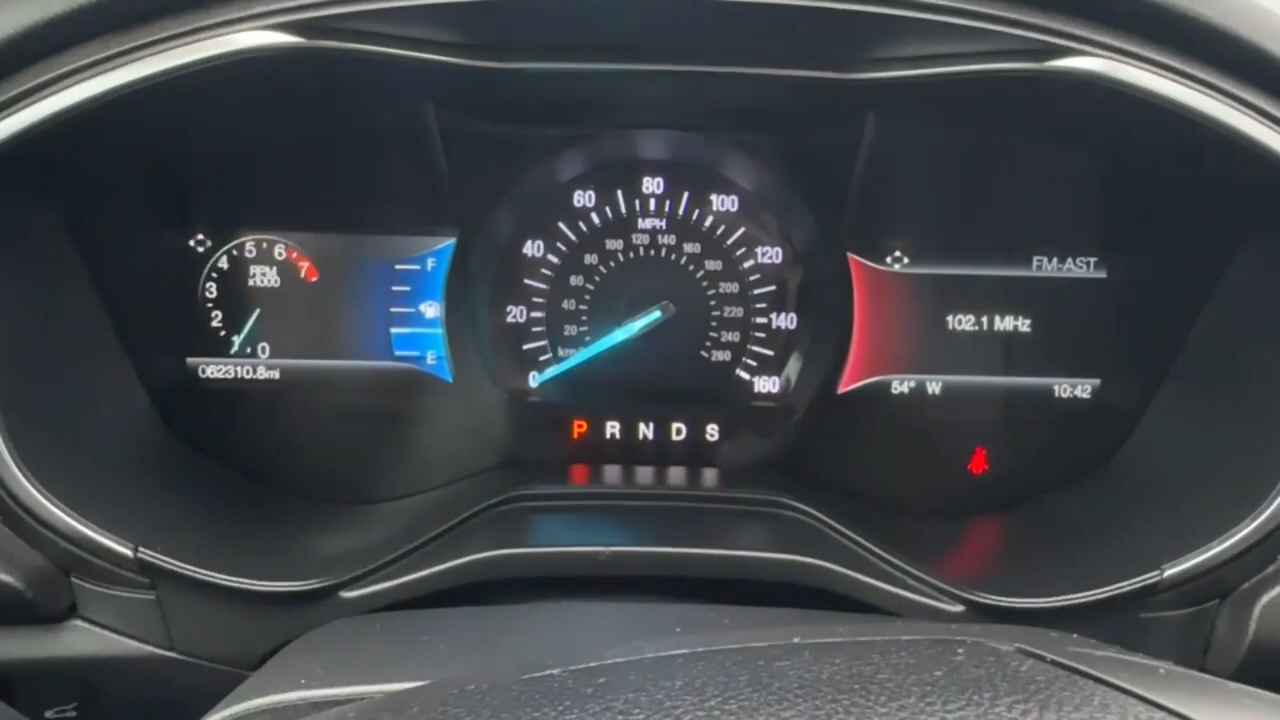 5 6
4 7
RPM
x1000
3
2
1 0
062310.8mi
F
E
80
60 100
MPH
40 120
20 140
0 160
120 140
100 160
80 180
60 200
40 220
20 240
km/h 260
P R N D S
FM-AST
102.1 MHz
54° W 10:42